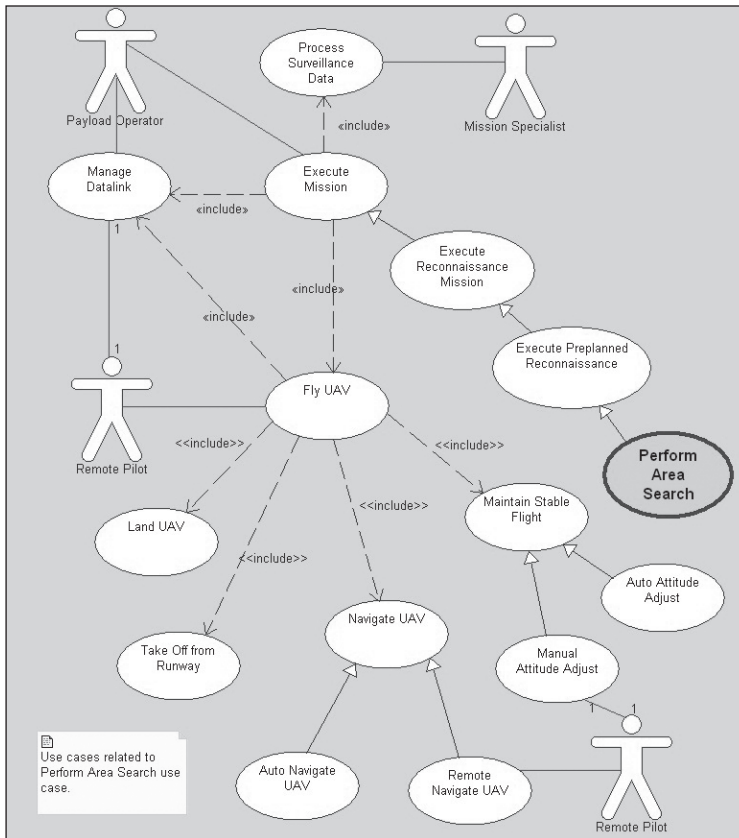 Process
Surveillance
Data
Payload Operator
«include»
Mission Specialist
Manage
Datalink
Execute
Mission
«include»
1
Execute
Reconnaissance
Mission
«include»
«include»
Execute Preplanned
Reconnaissance
1
Fly UAV
Remote Pilot
<<include>>
<<include>>
Perform
Area
Search
Land UAV
<<include>>
Maintain Stable
Flight
<<include>>
Auto Attitude
Adjust
Take Off from
Runway
Navigate UAV
Manual
Attitude Adjust
1
1
Use cases related to
Perform Area Search use
case.
Auto Navigate
UAV
Remote
Navigate UAV
Remote Pilot